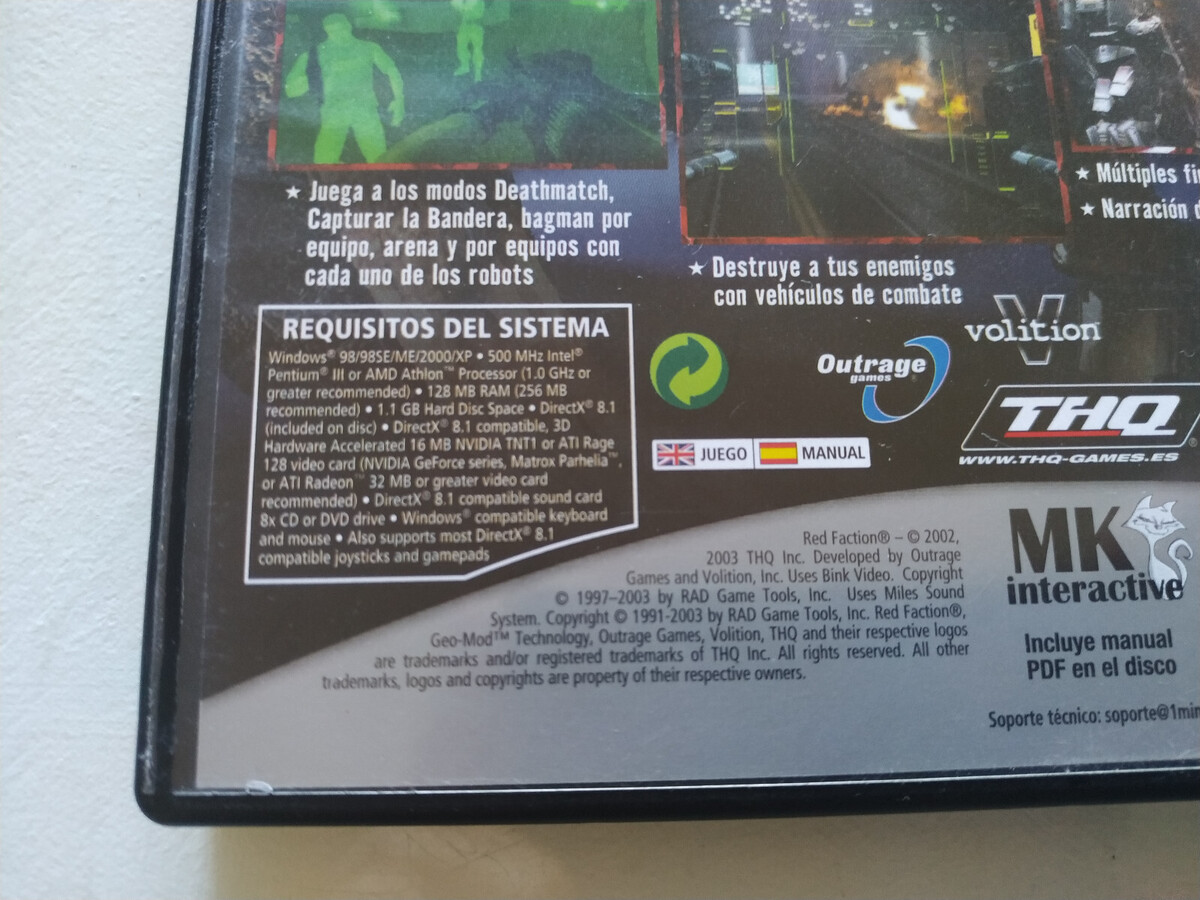 ★ Juega a los modos Deathmatch,
Capturar la Bandera, bagman por
equipo, arena y por equipos con
cada uno de los robots
★ Destruye a tus enemigos
con vehículos de combate
★ Múltiples
★ Narración
REQUISITOS DEL SISTEMA
Windows® 98/98SE/ME/2000/XP • 500 MHz Intel®
Pentium® III or AMD Athlon™ Processor (1.0 GHz or
greater recommended) • 128 MB RAM (256 MB
recommended) • 1.1 GB Hard Disc Space • DirectX® 8.1
(included on disc) • DirectX® 8.1 compatible, 3D
Hardware Accelerated 16 MB NVIDIA TNT1 or ATI Rage
128 video card (NVIDIA GeForce series, Matrox Parhelia™,
or ATI Radeon™ 32 MB or greater video card
recommended) • DirectX® 8.1 compatible sound card
8x CD or DVD drive • Windows® compatible keyboard
and mouse • Also supports most DirectX® 8.1
compatible joysticks and gamepads
Outrage
games
V
volition
THQ
WWW.THQ-GAMES.ES
JUEGO
MANUAL
Red Faction® – © 2002,
2003 THQ Inc. Developed by Outrage
Games and Volition, Inc. Uses Bink Video. Copyright
© 1997–2003 by RAD Game Tools, Inc. Uses Miles Sound
System. Copyright © 1991-2003 by RAD Game Tools, Inc. Red Faction®,
Geo-Mod™ Technology, Outrage Games, Volition, THQ and their respective logos
are trademarks and/or registered trademarks of THQ Inc. All rights reserved. All other
trademarks, logos and copyrights are property of their respective owners.
MK
interactive
Incluye manual
PDF en el disco
Soporte técnico: soporte@1min